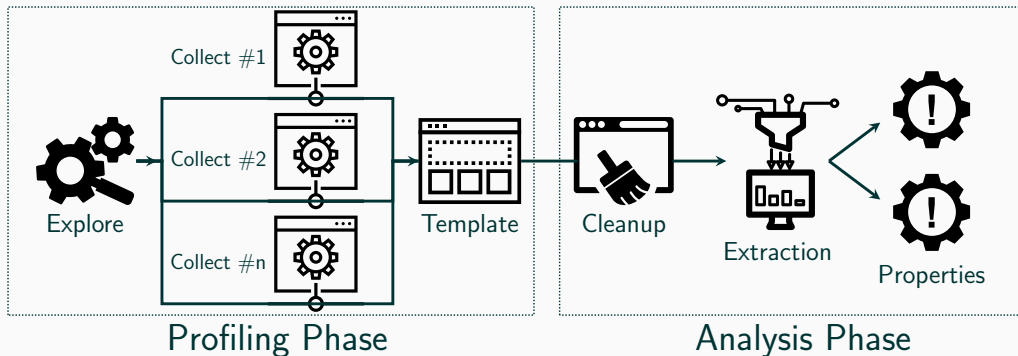 Collect #1
Collect #2
Collect #n
Explore
Template
Cleanup
Extraction
Properties
Profiling Phase
Analysis Phase